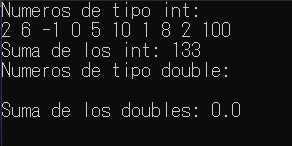 Numeros de tipo int:
2 6 -1 0 5 10 1 8 2 100
Suma de los int: 133
Numeros de tipo double:
Suma de los doubles: 0.0